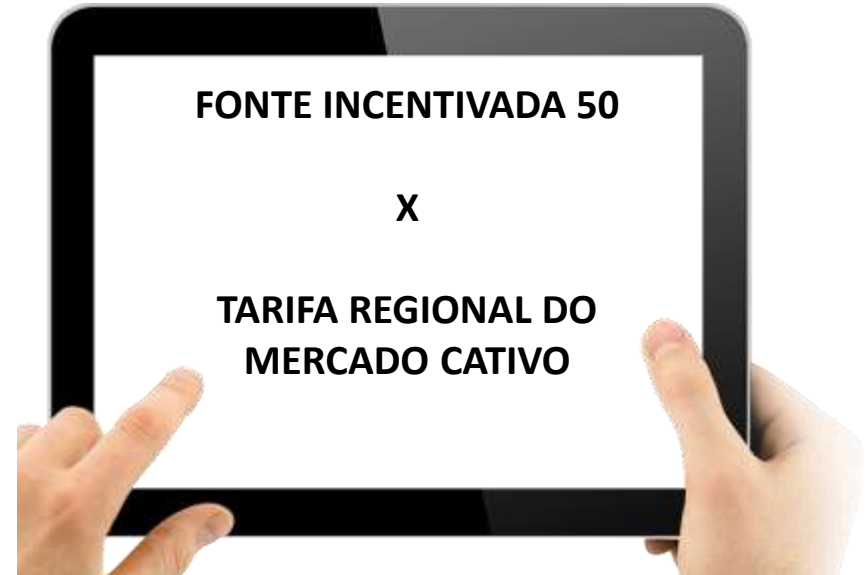 FONTE INCENTIVADA 50
X
TARIFA REGIONAL DO
MERCADO CATIVO